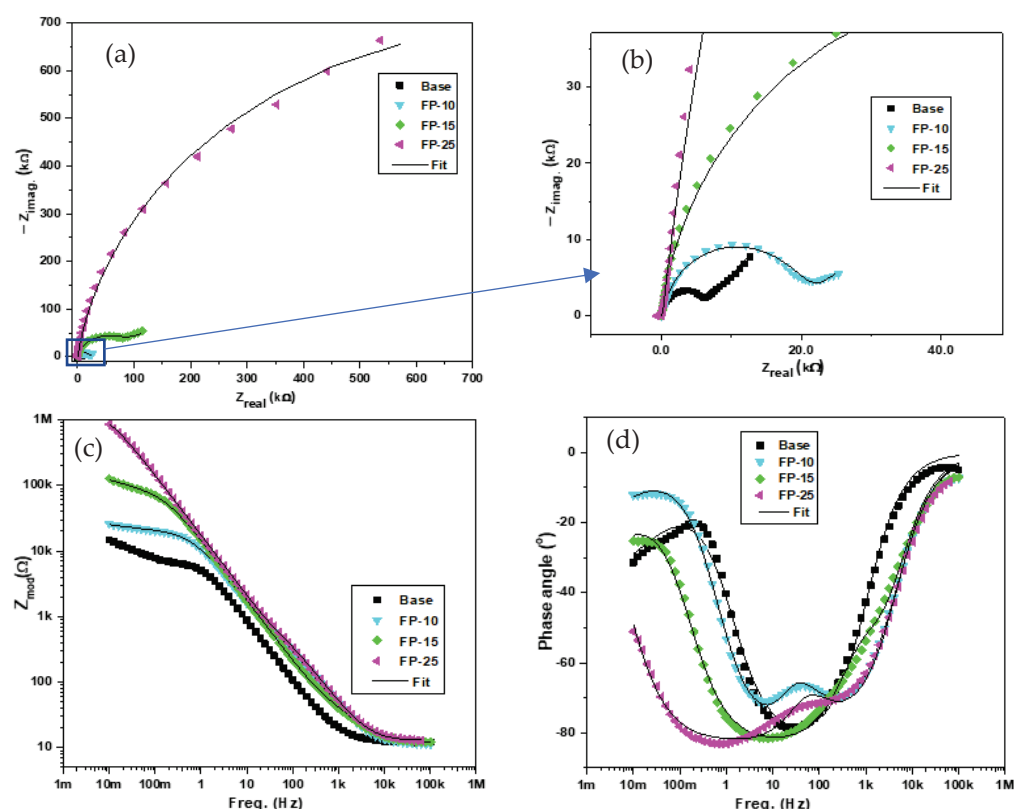 (a)
-700
-600
-500
-400
-300
-200
-100
0
– Zimag. (kΩ)
Base
FP-10
FP-15
FP-25
Fit
0 100 200 300 400 500 600 700
Zreal (kΩ)
(b)
-30
-20
-10
0
– Zimag. (kΩ)
Base
FP-10
FP-15
FP-25
Fit
0.0 20.0 40.0
Zreal (kΩ)
(c)
1M
100k
10k
1k
100
10
Zmod(Ω)
Base
FP-10
FP-15
FP-25
Fit
1m 10m 100m 1 10 100 1k 10k 100k 1M
Freq. (Hz)
(d)
0
-20
-40
-60
-80
Phase angle (°)
Base
FP-10
FP-15
FP-25
Fit
1m 10m 100m 1 10 100 1k 10k 100k 1M
Freq. (Hz)